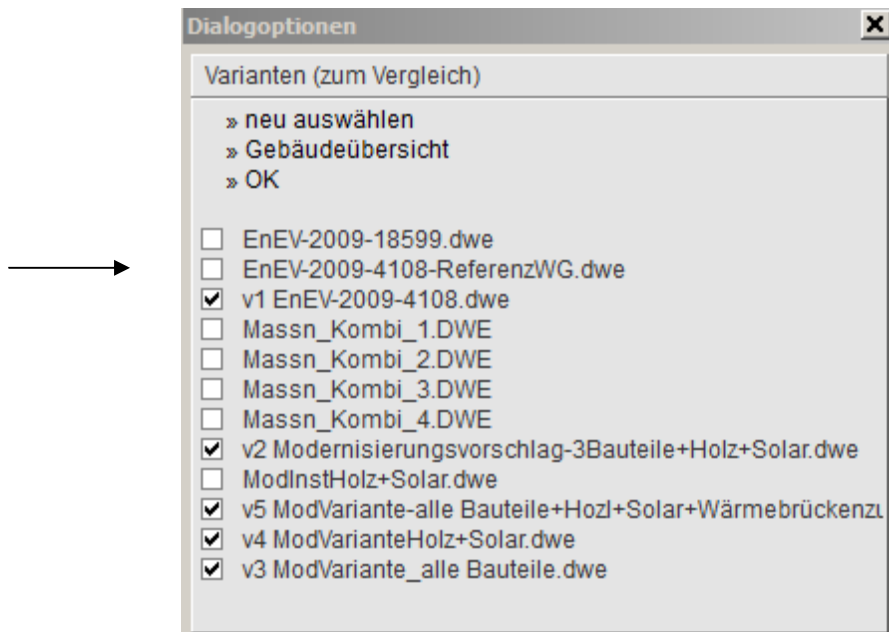 Dialogoptionen
Varianten (zum Vergleich)
» neu auswählen
» Gebäudeübersicht
» OK
EnEV-2009-18599.dwe
EnEV-2009-4108-ReferenzWG.dwe
v1 EnEV-2009-4108.dwe
Massn_Kombi_1.DWE
Massn_Kombi_2.DWE
Massn_Kombi_3.DWE
Massn_Kombi_4.DWE
v2 Modernisierungsvorschlag-3Bauteile+Holz+Solar.dwe
ModInstHolz+Solar.dwe
v5 ModVariante-alle Bauteile+Hozl+Solar+Wärmebrückenzu
v4 ModVarianteHolz+Solar.dwe
v3 ModVariante_alle Bauteile.dwe